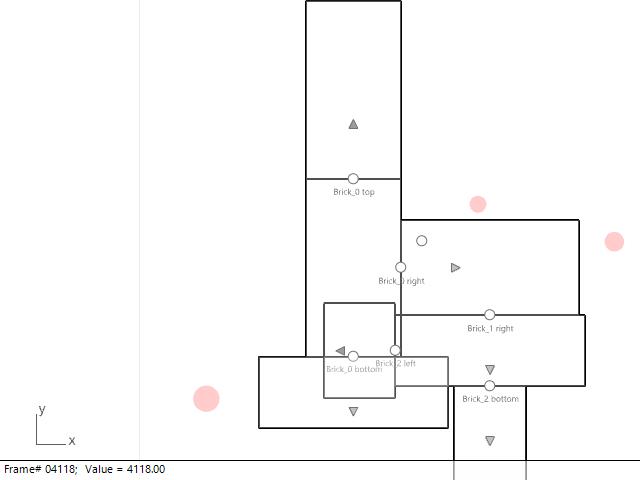 Brick_0 top
Brick_0 right
Brick_1 right
Brick_2 left
Brick_0 bottom
Brick_2 bottom
y
x
Frame# 04118;  Value = 4118.00